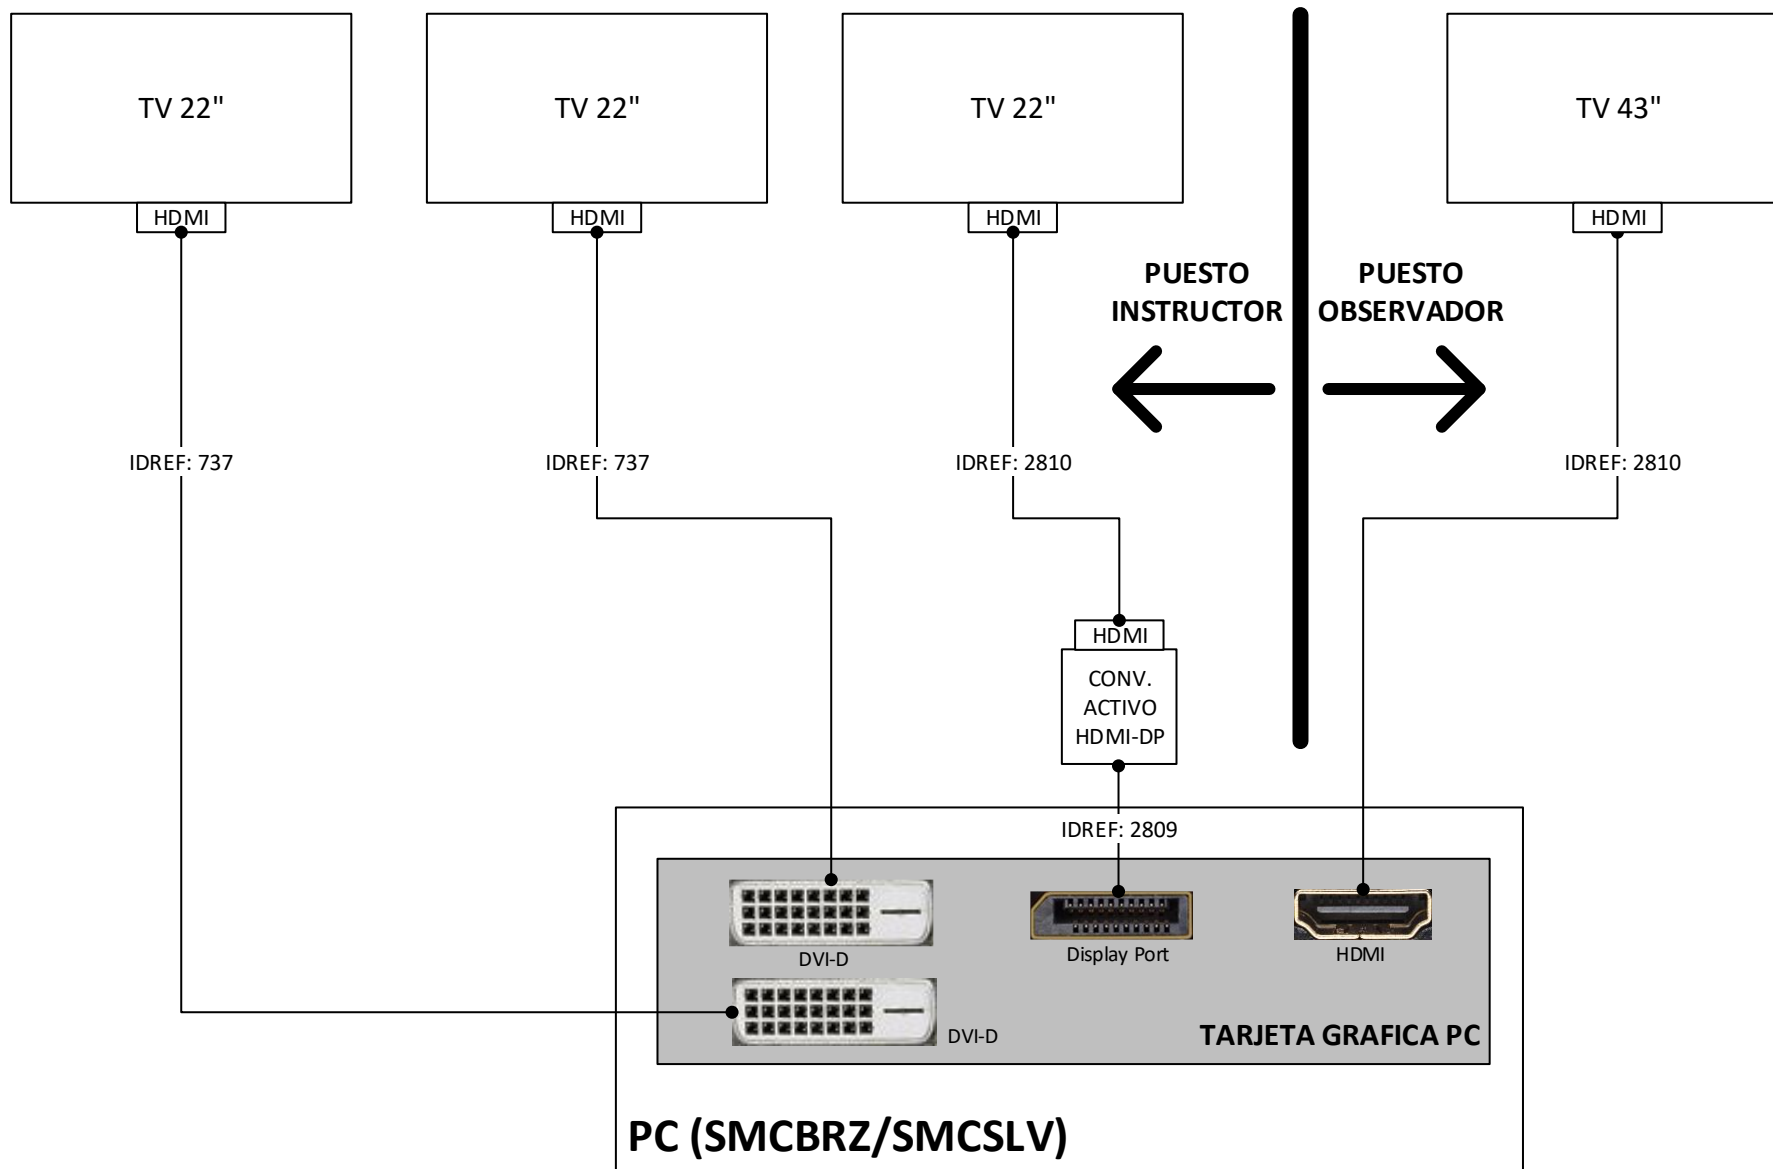 TV 22"
TV 22"
TV 22"
TV 43"
HDMI
HDMI
HDMI
HDMI
PUESTO
INSTRUCTOR
PUESTO
OBSERVADOR
IDREF: 737
IDREF: 737
IDREF: 2810
IDREF: 2810
HDMI
CONV.
ACTIVO
HDMI-DP
IDREF: 2809
DVI-D
Display Port
HDMI
DVI-D
TARJETA GRAFICA PC
PC (SMCBRZ/SMCSLV)